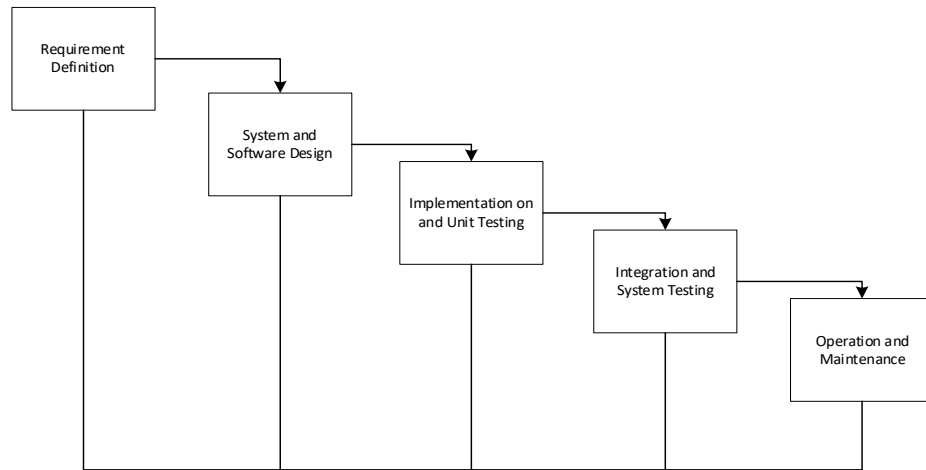 Requirement
Definition
System and
Software Design
Implementation on
and Unit Testing
Integration and
System Testing
Operation and
Maintenance